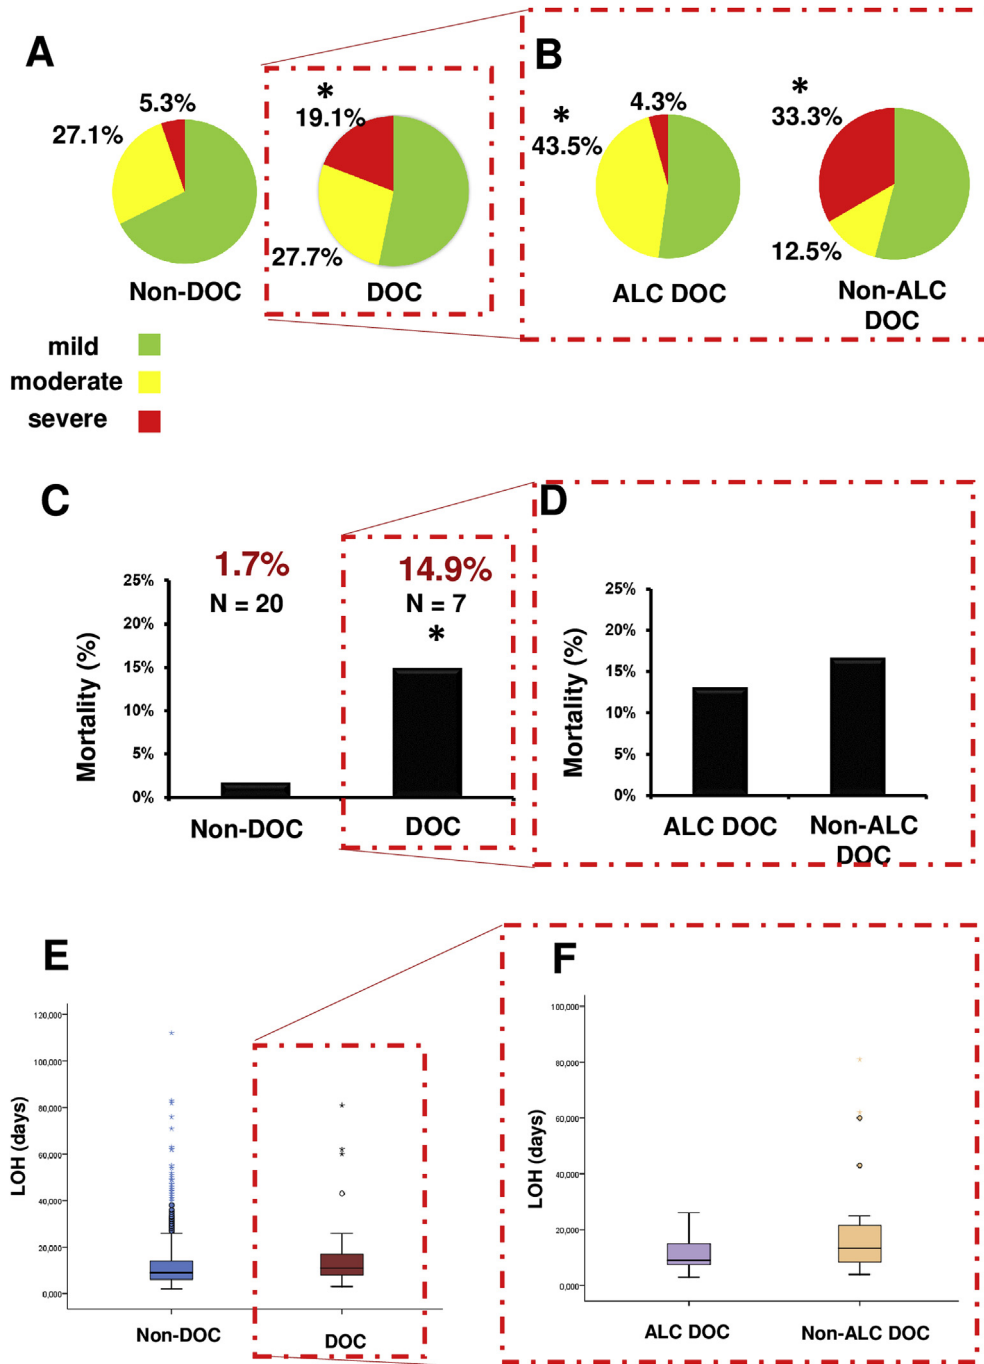 A
B
5.3%
27.1%
*
19.1%
27.7%
*
43.5%
4.3%
*
33.3%
12.5%
Non-DOC
DOC
ALC DOC
Non-ALC
DOC
mild
moderate
severe
C
D
1.7%
N = 20
14.9%
N = 7
*
Mortality (%)
25%
20%
15%
10%
5%
0%
Non-DOC
DOC
Mortality (%)
25%
20%
15%
10%
5%
0%
ALC DOC
Non-ALC
DOC
E
F
LOH (days)
120,000
100,000
80,000
60,000
40,000
20,000
0,000
Non-DOC
DOC
LOH (days)
100,000
80,000
60,000
40,000
20,000
0,000
ALC DOC
Non-ALC DOC